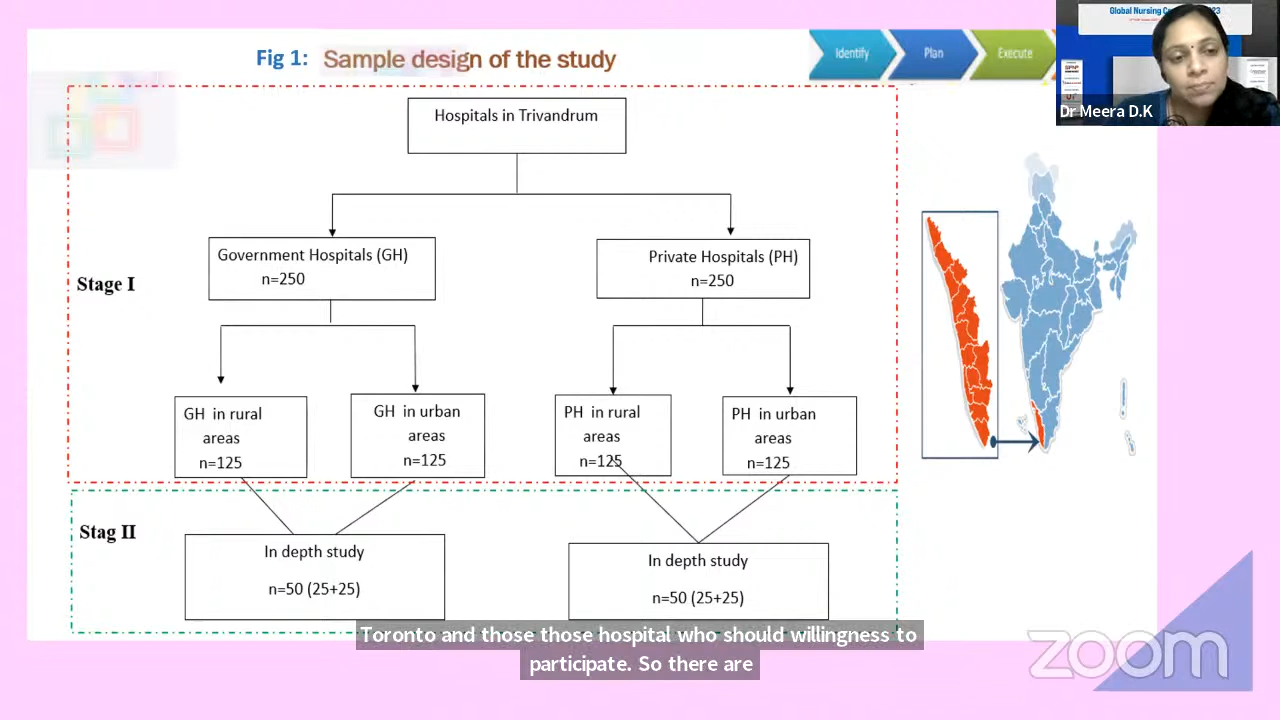 Fig 1: Sample design of the study
Identify
Plan
Execute
Hospitals in Trivandrum
Stage I
Government Hospitals (GH)
n=250
Private Hospitals (PH)
n=250
GH in rural
areas
n=125
GH in urban
areas
n=125
PH in rural
areas
n=125
PH in urban
areas
n=125
Stag II
In depth study
n=50 (25+25)
In depth study
n=50 (25+25)
Toronto and those those hospital who should willingness to
participate. So there are
Dr Meera D.K
zoom